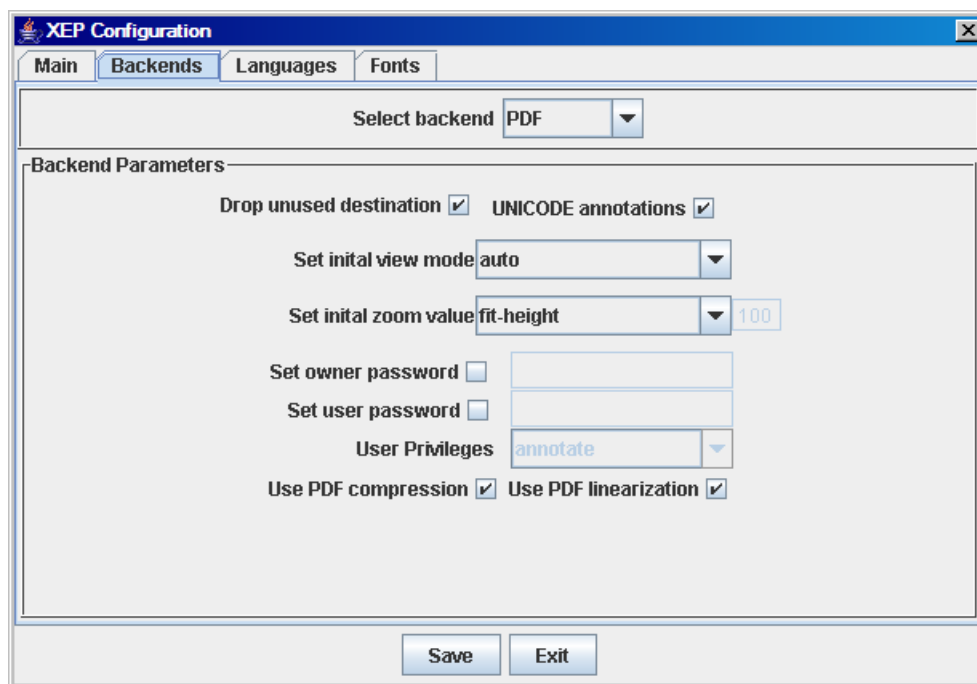 XEP Configuration
Main Backends Languages Fonts
Select backend PDF
Backend Parameters
Drop unused destination UNICODE annotations
Set inital view mode auto
Set inital zoom value fit-height 100
Set owner password
Set user password
User Privileges annotate
Use PDF compression Use PDF linearization
Save Exit